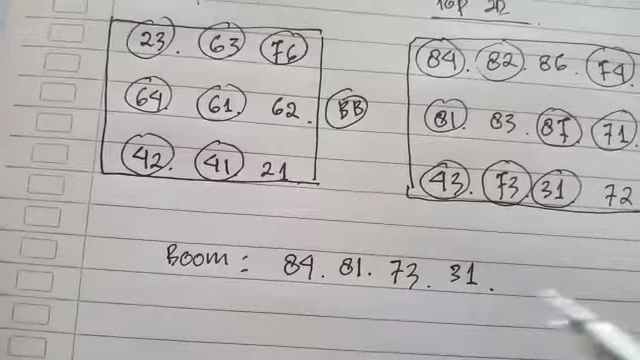 TOP 2D
23. 63 76
64 61. 62. BB
42. 41 21
84. 82. 86. 74
81. 83. 87. 71.
43. 73 31 72
BOOM: 84. 81. 73. 31.